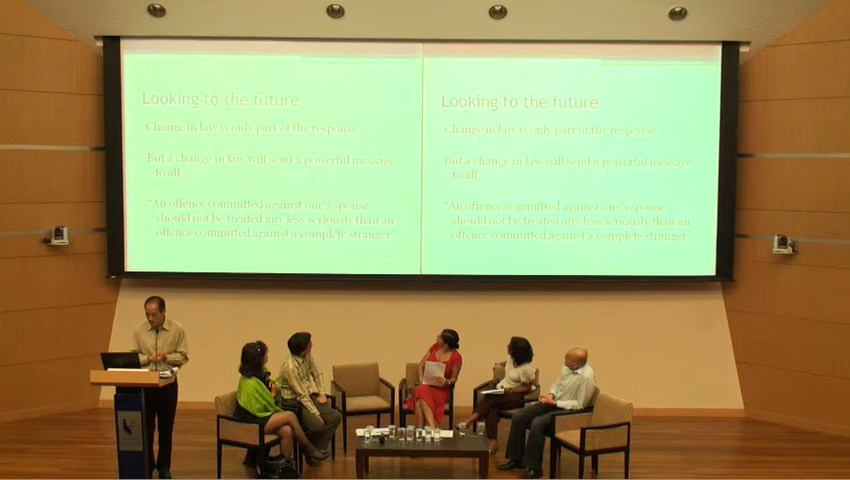 Looking to the future
Change in law is only part of the response
But a change in law will send a powerful message
to all
"An offence committed against one's spouse
should not be treated any less seriously than an
offence committed against a complete stranger"
Looking to the future
Change in law is only part of the response
But a change in law will send a powerful message
to all
"An offence committed against one's spouse
should not be treated any less seriously than an
offence committed against a complete stranger"